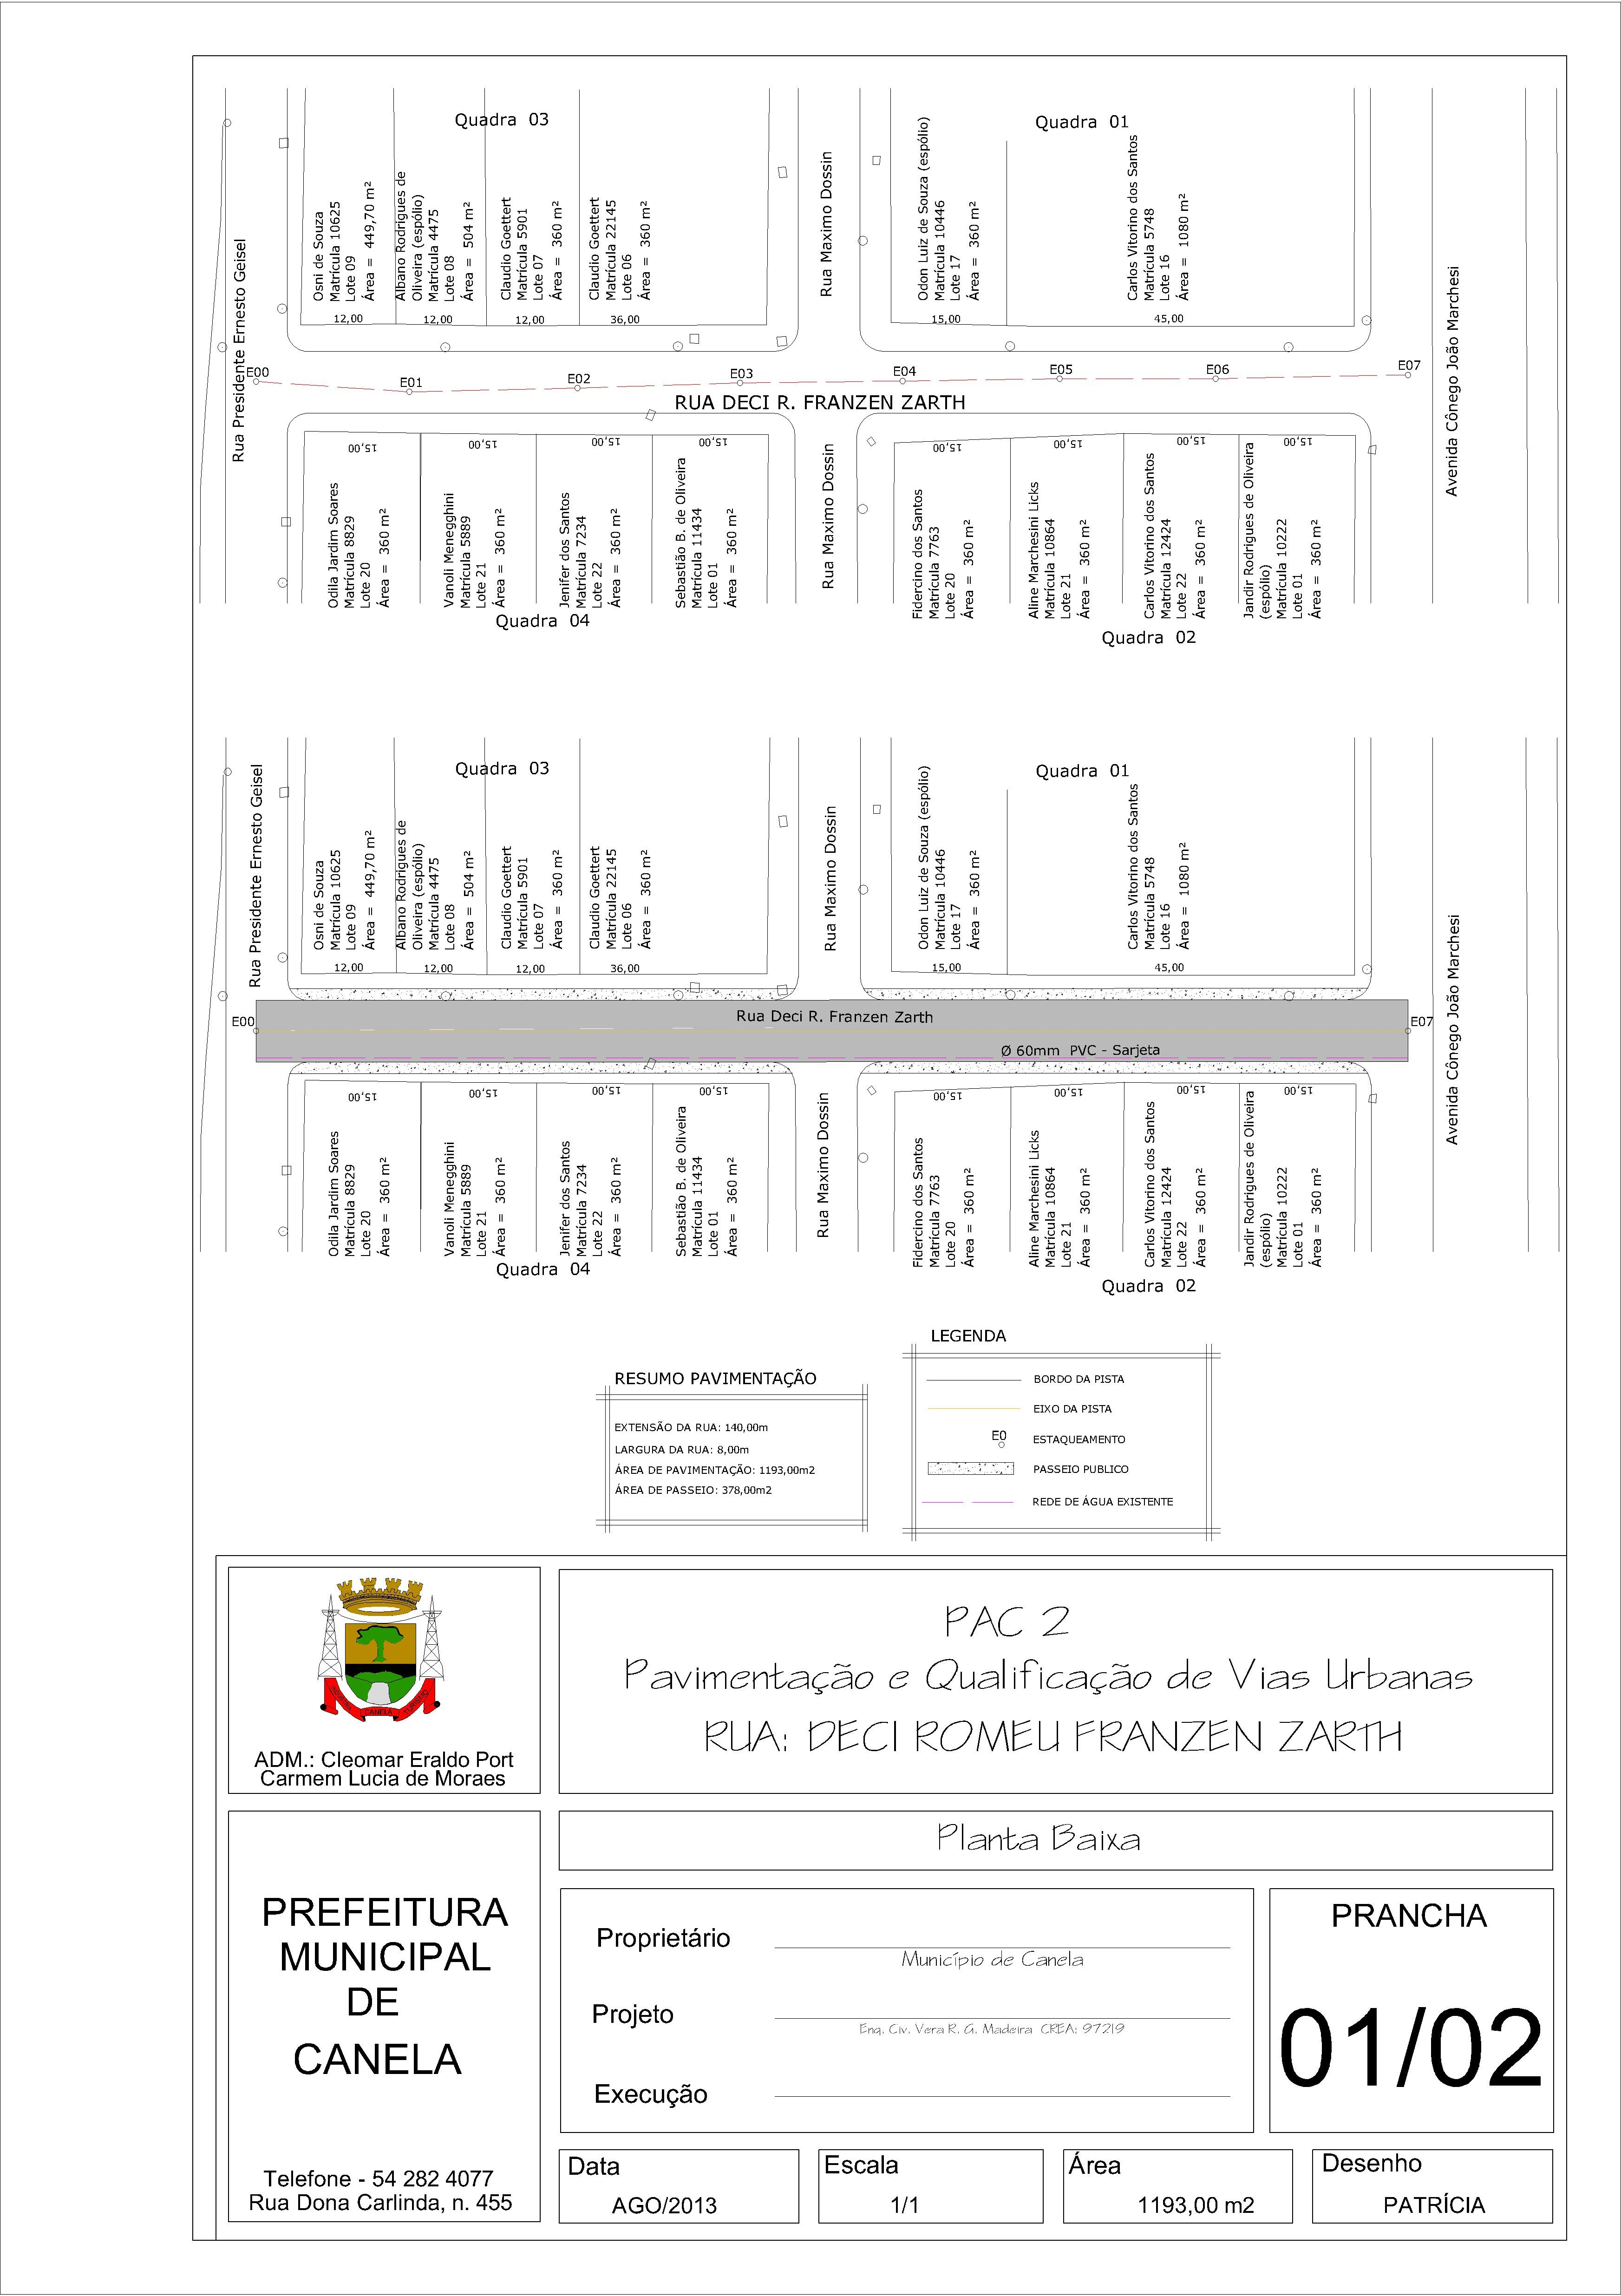 Quadra  03
Quadra  01
Rua Presidente Ernesto Geisel
Osni de Souza
Matrícula 10625
Lote 09
Área =  449,70 m²
Albano Rodrigues de
Oliveira (espólio)
Matrícula 4475
Lote 08
Área =  504 m²
Claudio Goettert
Matrícula 5901
Lote 07
Área =  360 m²
Claudio Goettert
Matrícula 22145
Lote 06
Área =  360 m²
Rua Maximo Dossin
Odon Luiz de Souza (espólio)
Matrícula 10446
Lote 17
Área =   360 m²
Carlos Vitorino dos Santos
Matrícula 5748
Lote 16
Área =  1080 m²
Avenida Cônego João Marchesi
12,00
12,00
12,00
36,00
15,00
45,00
E00
E01
E02
E03
E04
E05
E06
E07
RUA DECI R. FRANZEN ZARTH
15,00
15,00
15,00
15,00
15,00
15,00
15,00
15,00
Odila Jardim Soares
Matrícula 8829
Lote 20
Área =  360 m²
Vanoli Menegghini
Matrícula 5889
Lote 21
Área =  360 m²
Jenifer dos Santos
Matrícula 7234
Lote 22
Área =  360 m²
Sebastião B. de Oliveira
Matrícula 11434
Lote 01
Área =  360 m²
Rua Maximo Dossin
Fidercino dos Santos
Matrícula 7763
Lote 20
Área =  360 m²
Aline Marchesini Licks
Matrícula 10864
Lote 21
Área =  360 m²
Carlos Vitorino dos Santos
Matrícula 12424
Lote 22
Área =  360 m²
Jandir Rodrigues de Oliveira
(espólio)
Matrícula 10222
Lote 01
Área =  360 m²
Quadra  04
Quadra  02
Quadra  03
Quadra  01
Rua Presidente Ernesto Geisel
Osni de Souza
Matrícula 10625
Lote 09
Área =  449,70 m²
Albano Rodrigues de
Oliveira (espólio)
Matrícula 4475
Lote 08
Área =  504 m²
Claudio Goettert
Matrícula 5901
Lote 07
Área =  360 m²
Claudio Goettert
Matrícula 22145
Lote 06
Área =  360 m²
Rua Maximo Dossin
Odon Luiz de Souza (espólio)
Matrícula 10446
Lote 17
Área =   360 m²
Carlos Vitorino dos Santos
Matrícula 5748
Lote 16
Área =  1080 m²
Avenida Cônego João Marchesi
12,00
12,00
12,00
36,00
15,00
45,00
E00
Rua Deci R. Franzen Zarth
E07
Ø 60mm  PVC - Sarjeta
15,00
15,00
15,00
15,00
15,00
15,00
15,00
15,00
Odila Jardim Soares
Matrícula 8829
Lote 20
Área =  360 m²
Vanoli Menegghini
Matrícula 5889
Lote 21
Área =  360 m²
Jenifer dos Santos
Matrícula 7234
Lote 22
Área =  360 m²
Sebastião B. de Oliveira
Matrícula 11434
Lote 01
Área =  360 m²
Rua Maximo Dossin
Fidercino dos Santos
Matrícula 7763
Lote 20
Área =  360 m²
Aline Marchesini Licks
Matrícula 10864
Lote 21
Área =  360 m²
Carlos Vitorino dos Santos
Matrícula 12424
Lote 22
Área =  360 m²
Jandir Rodrigues de Oliveira
(espólio)
Matrícula 10222
Lote 01
Área =  360 m²
Quadra  04
Quadra  02
RESUMO PAVIMENTAÇÃO
EXTENSÃO DA RUA: 140,00m
LARGURA DA RUA: 8,00m
ÁREA DE PAVIMENTAÇÃO: 1193,00m2
ÁREA DE PASSEIO: 378,00m2
LEGENDA
BORDO DA PISTA
EIXO DA PISTA
E0
ESTAQUEAMENTO
PASSEIO PUBLICO
REDE DE ÁGUA EXISTENTE
CANELA
ADM.: Cleomar Eraldo Port
Carmem Lucia de Moraes
PAC 2
Pavimentação e Qualificação de Vias Urbanas
RUA: DECI ROMEU FRANZEN ZARTH
Planta Baixa
PREFEITURA
MUNICIPAL
DE
CANELA
Telefone - 54 282 4077
Rua Dona Carlinda, n. 455
Proprietário
Município de Canela
Projeto
Eng. Civ. Vera R. G. Madeira  CREA: 97219
Execução
PRANCHA
01/02
Data
AGO/2013
Escala
1/1
Área
1193,00 m2
Desenho
PATRÍCIA